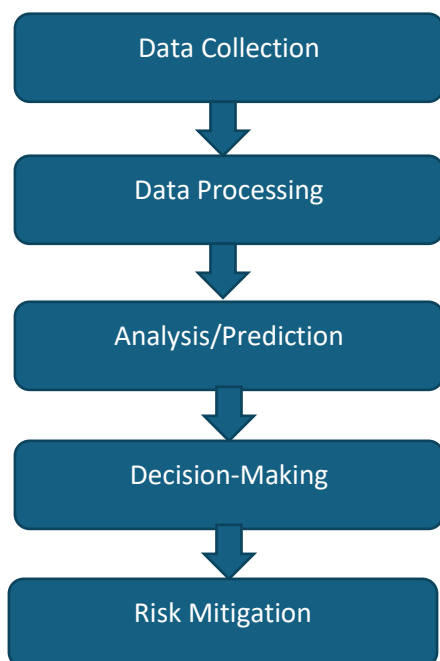 Data Collection
Data Processing
Analysis/Prediction
Decision-Making
Risk Mitigation